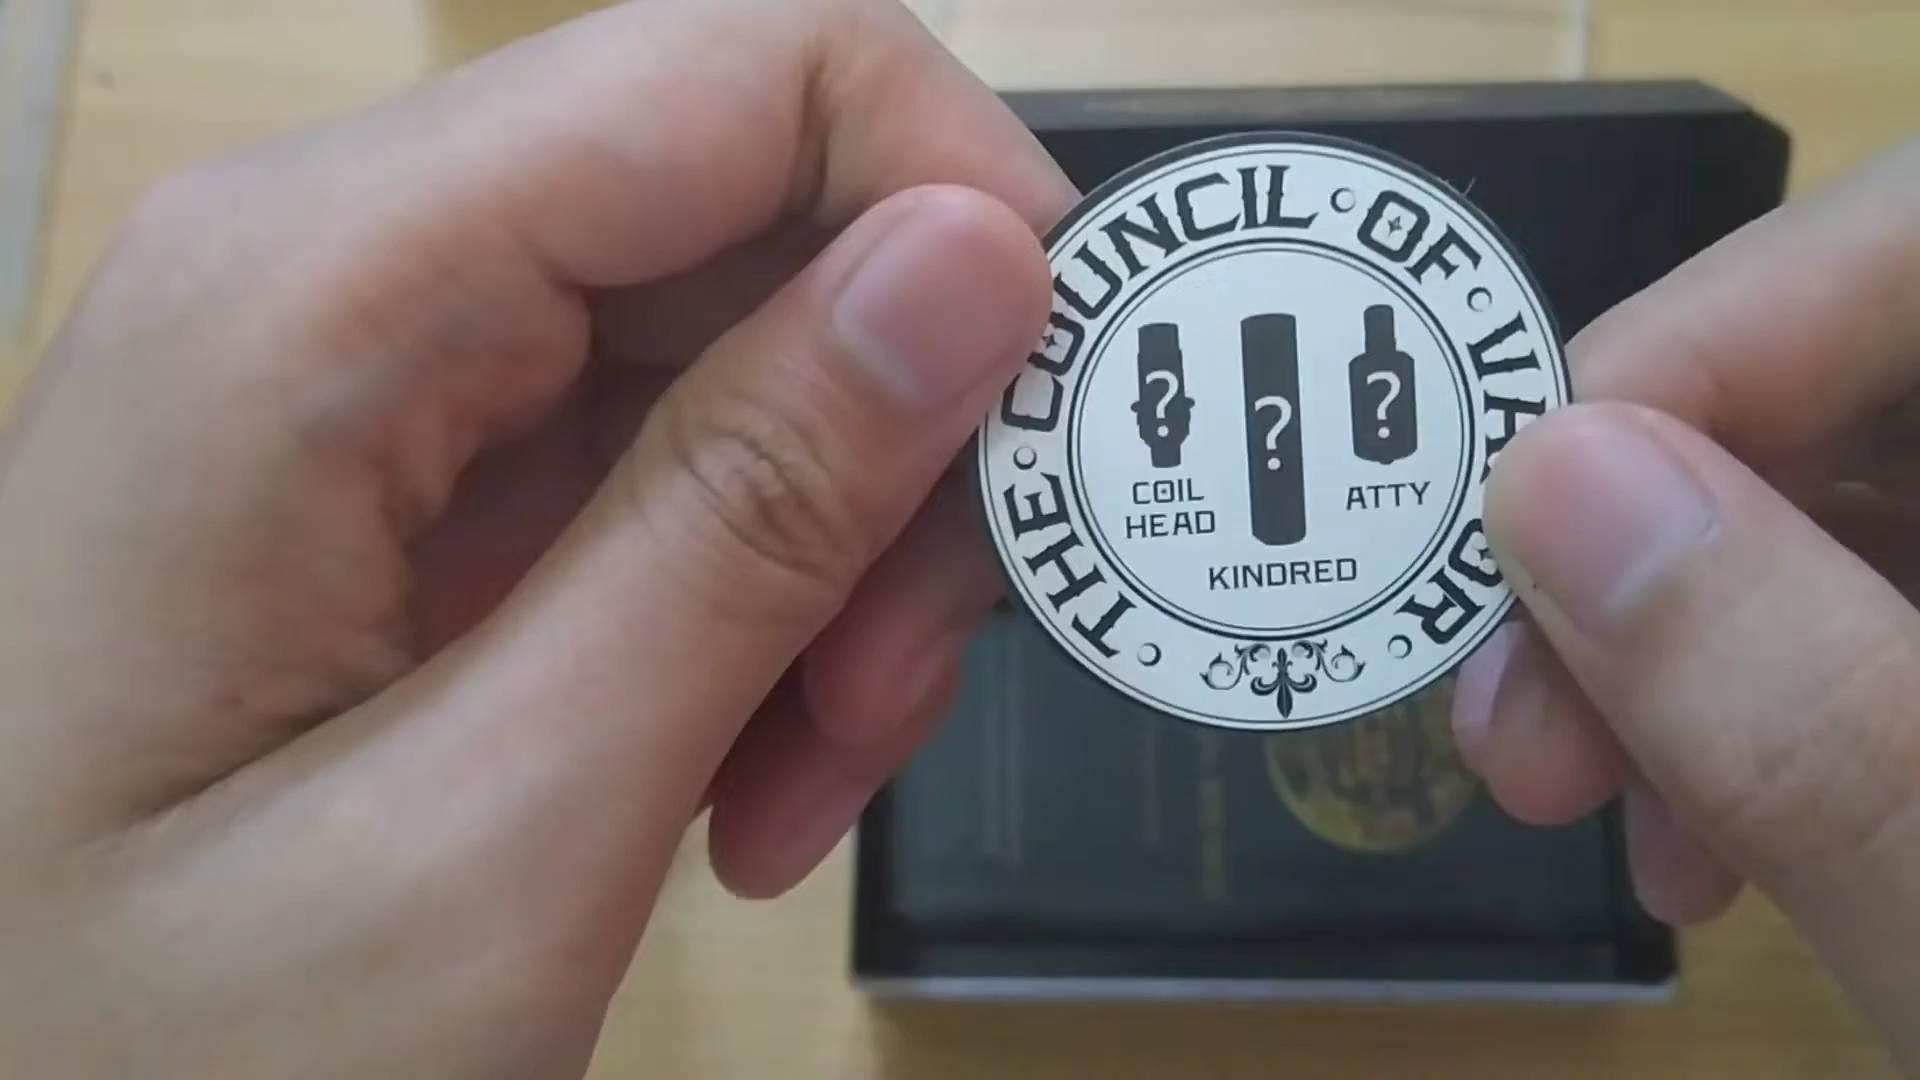 THE COUNCIL OF VAPOR
?
?
?
COIL
HEAD
ATTY
KINDRED